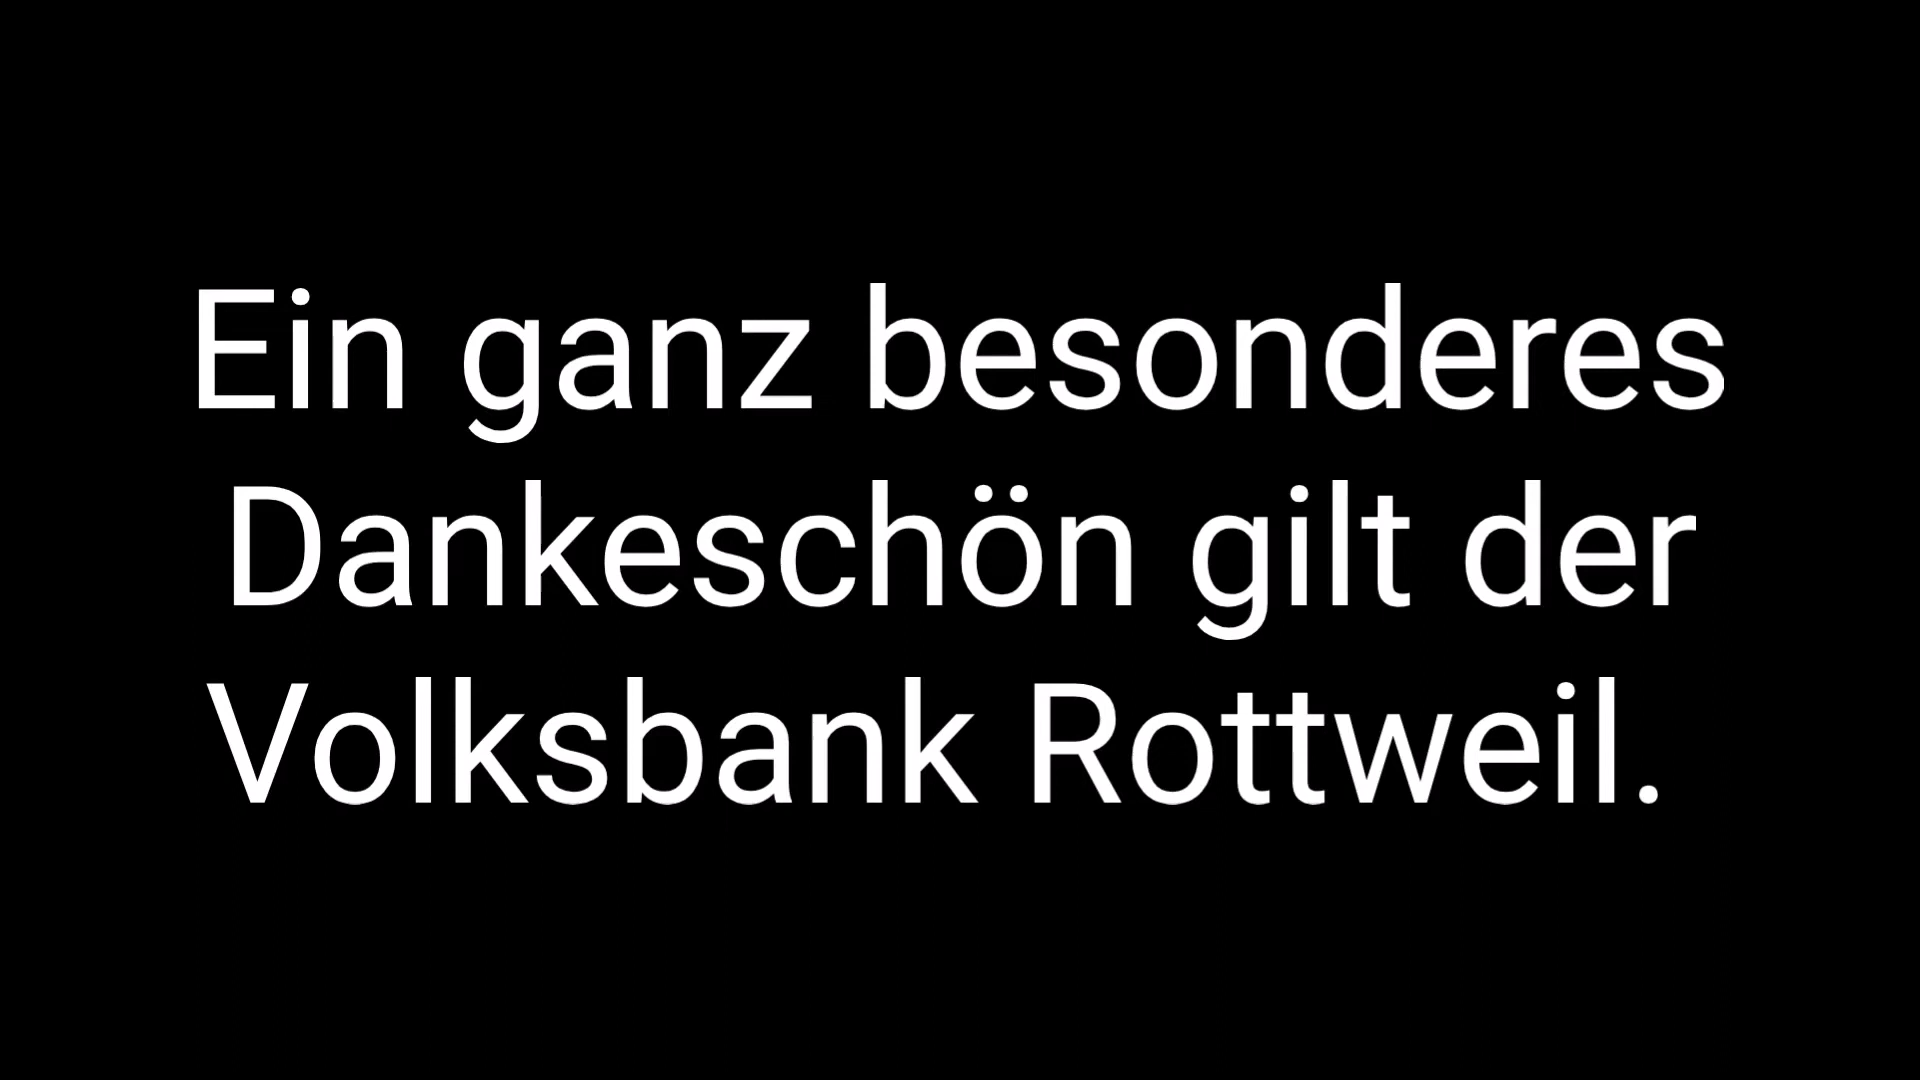 Ein ganz besonderes
Dankeschön gilt der
Volksbank Rottweil.